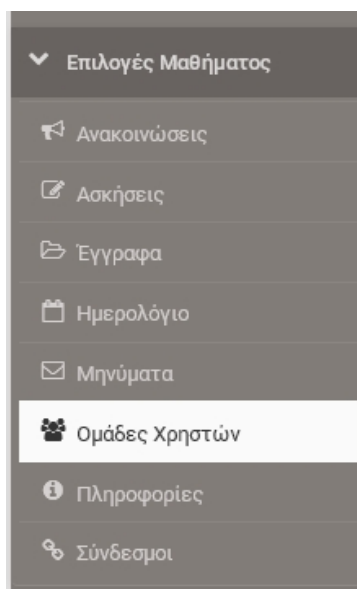 Επιλογές Μαθήματος
Ανακοινώσεις
Ασκήσεις
Έγγραφα
Ημερολόγιο
Μηνύματα
Ομάδες Χρηστών
Πληροφορίες
Σύνδεσμοι